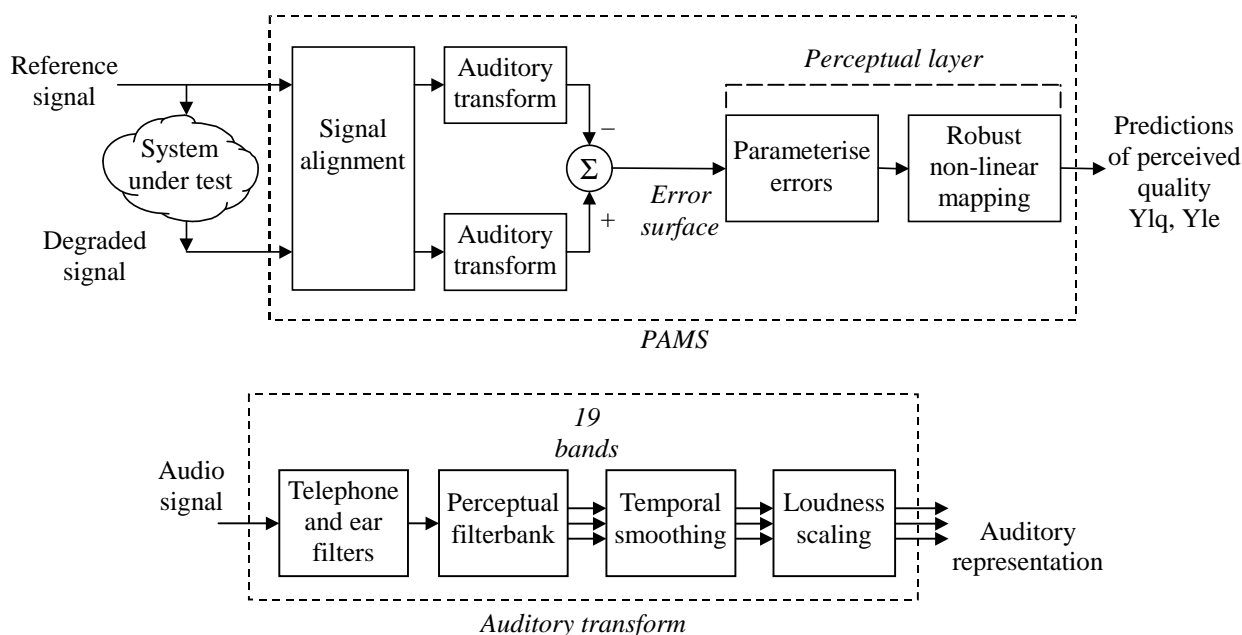 Reference
signal
System
under test
Degraded
signal
Signal
alignment
Auditory
transform
Auditory
transform
−
Σ
+
Error
surface
Perceptual layer
Parameterise
errors
Robust
non-linear
mapping
Predictions
of perceived
quality
Ylq, Yle
PAMS
19
bands
Audio
signal
Telephone
and ear
filters
Perceptual
filterbank
Temporal
smoothing
Loudness
scaling
Auditory
representation
Auditory transform